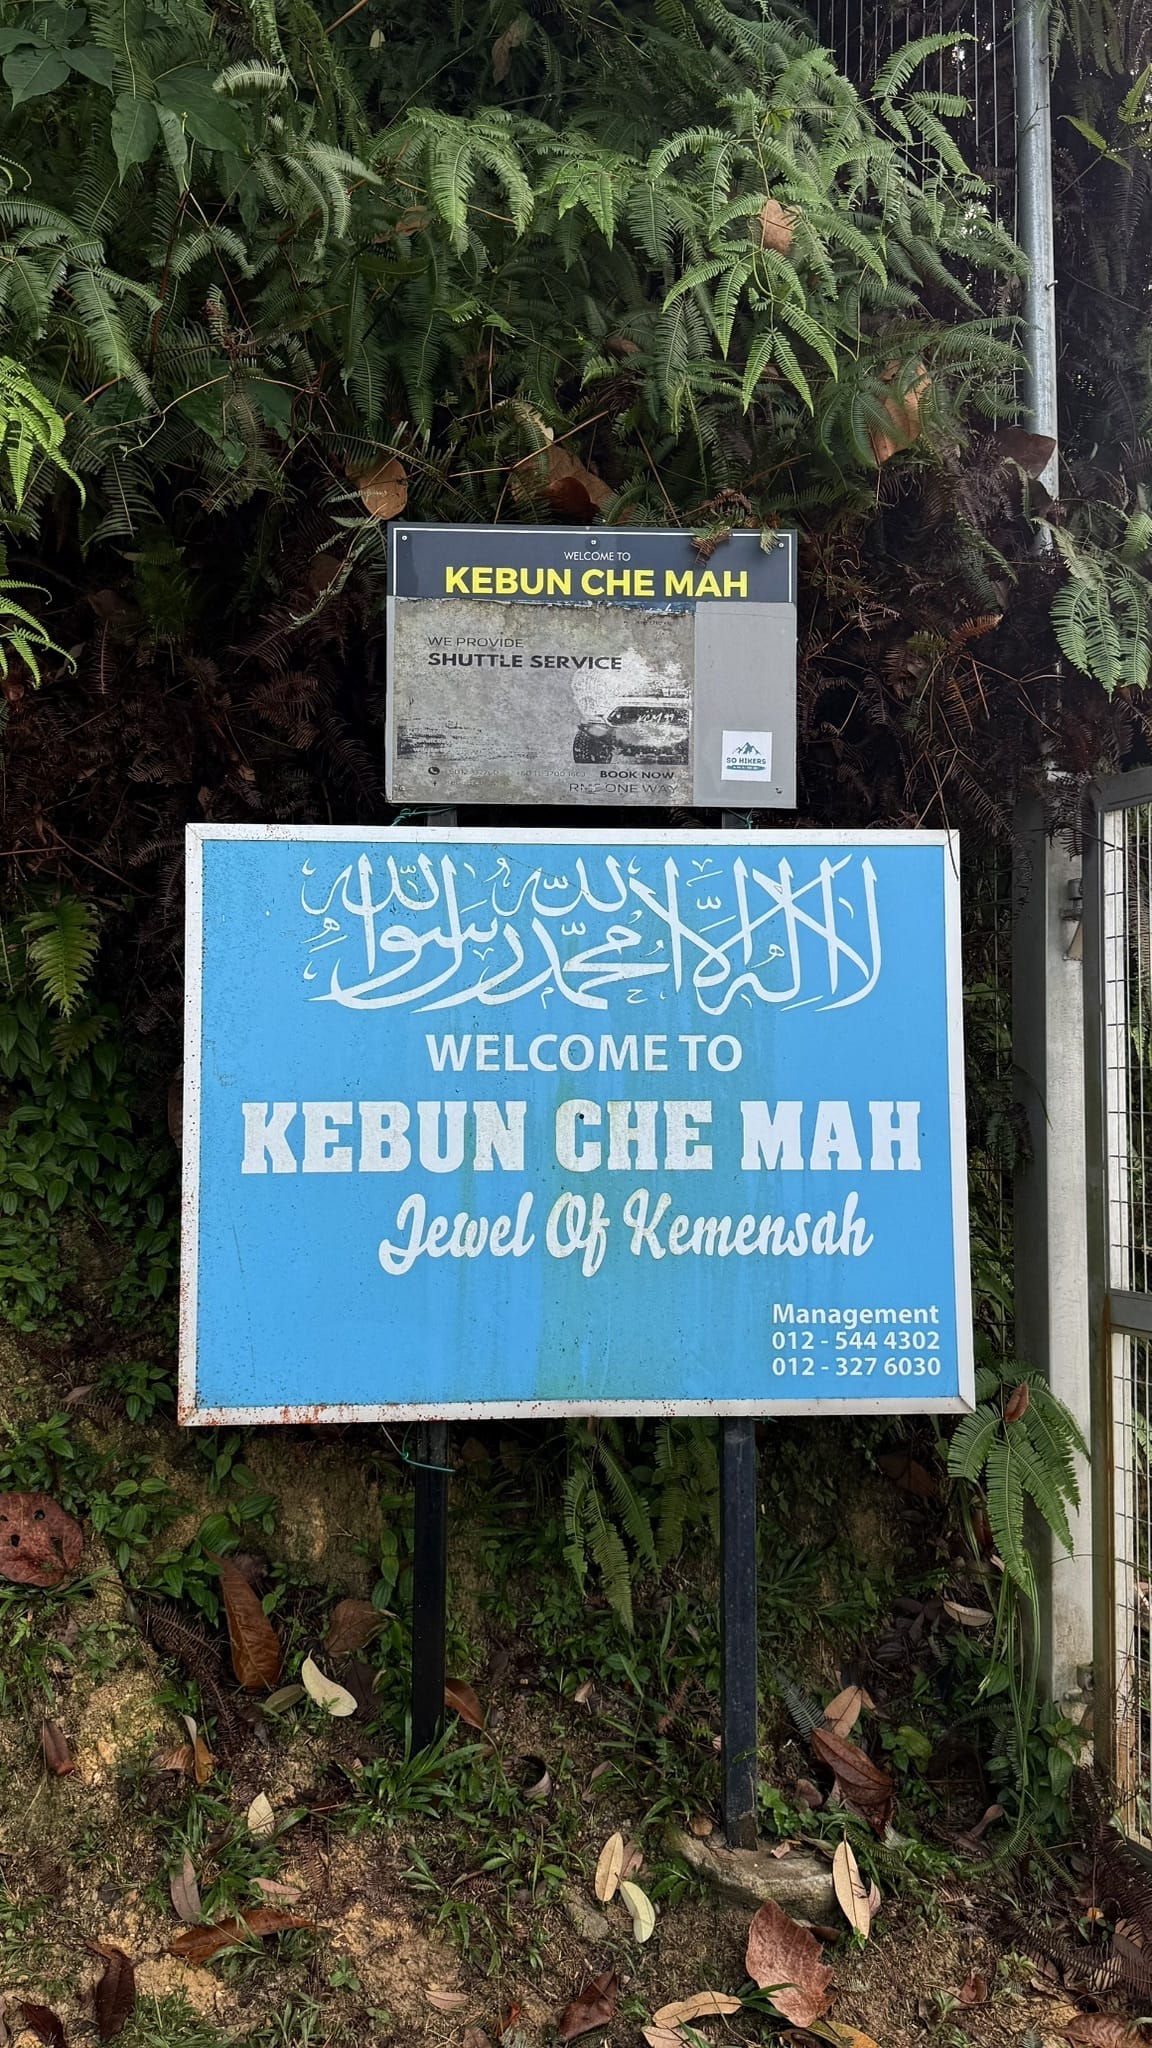 WELCOME TO
KEBUN CHE MAH
WE PROVIDE
SHUTTLE SERVICE
BOOK NOW
ONE WAY
SO HIKERS
لا إله إلا الله محمد رسول الله
WELCOME TO
KEBUN CHE MAH
Jewel Of Kemensah
Management
012 - 544 4302
012 - 327 6030